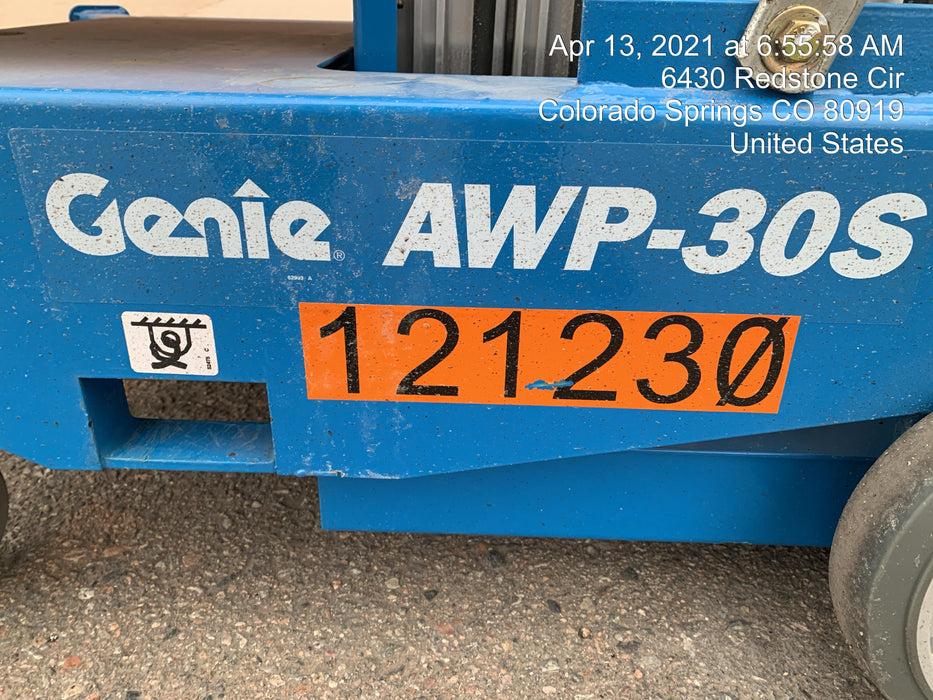 Apr 13, 2021 at 6:55:58 AM
6430 Redstone Cir
Colorado Springs CO 80919
United States
Genie® AWP-30S
121230